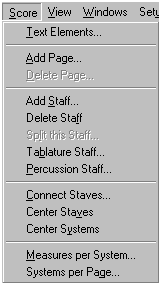 Score View Windows Setu
Text Elements...
Add Page...
Delete Page...
Add Staff...
Delete Staff
Split this Staff...
Tablature Staff...
Percussion Staff...
Connect Staves...
Center Staves
Center Systems
Measures per System...
Systems per Page...